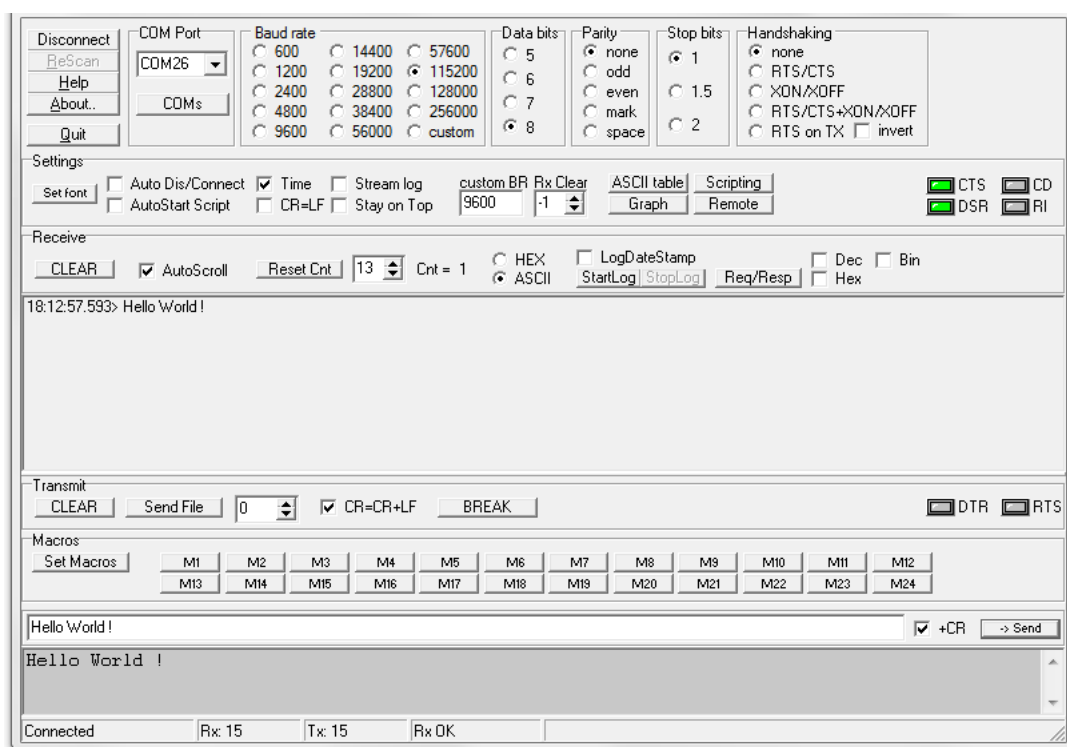 Disconnect
ReScan
Help
About..
Quit
COM Port
COM26
COMs
Baud rate
600 14400 57600
1200 19200 115200
2400 28800 128000
4800 38400 256000
9600 56000 custom
Data bits
5
6
7
8
Parity
none
odd
even
mark
space
Stop bits
1
1.5
2
Handshaking
none
RTS/CTS
XON/XOFF
RTS/CTS+XON/XOFF
RTS on TX invert
Settings
Set font
Auto Dis/Connect Time Stream log custom BR Rx Clear ASCII table Scripting CTS CD
AutoStart Script CR=LF Stay on Top 9600 -1 Graph Remote DSR RI
Receive
CLEAR AutoScroll Reset Cnt 13 Cnt = 1
HEX
ASCII
LogDateStamp
StartLog StopLog Req/Resp
Dec Bin
Hex
18:12:57.593> Hello World !
Transmit
CLEAR Send File 0 CR=CR+LF BREAK DTR RTS
Macros
Set Macros M1 M2 M3 M4 M5 M6 M7 M8 M9 M10 M11 M12
M13 M14 M15 M16 M17 M18 M19 M20 M21 M22 M23 M24
Hello World ! +CR -> Send
Hello World !
Connected Rx: 15 Tx: 15 Rx OK